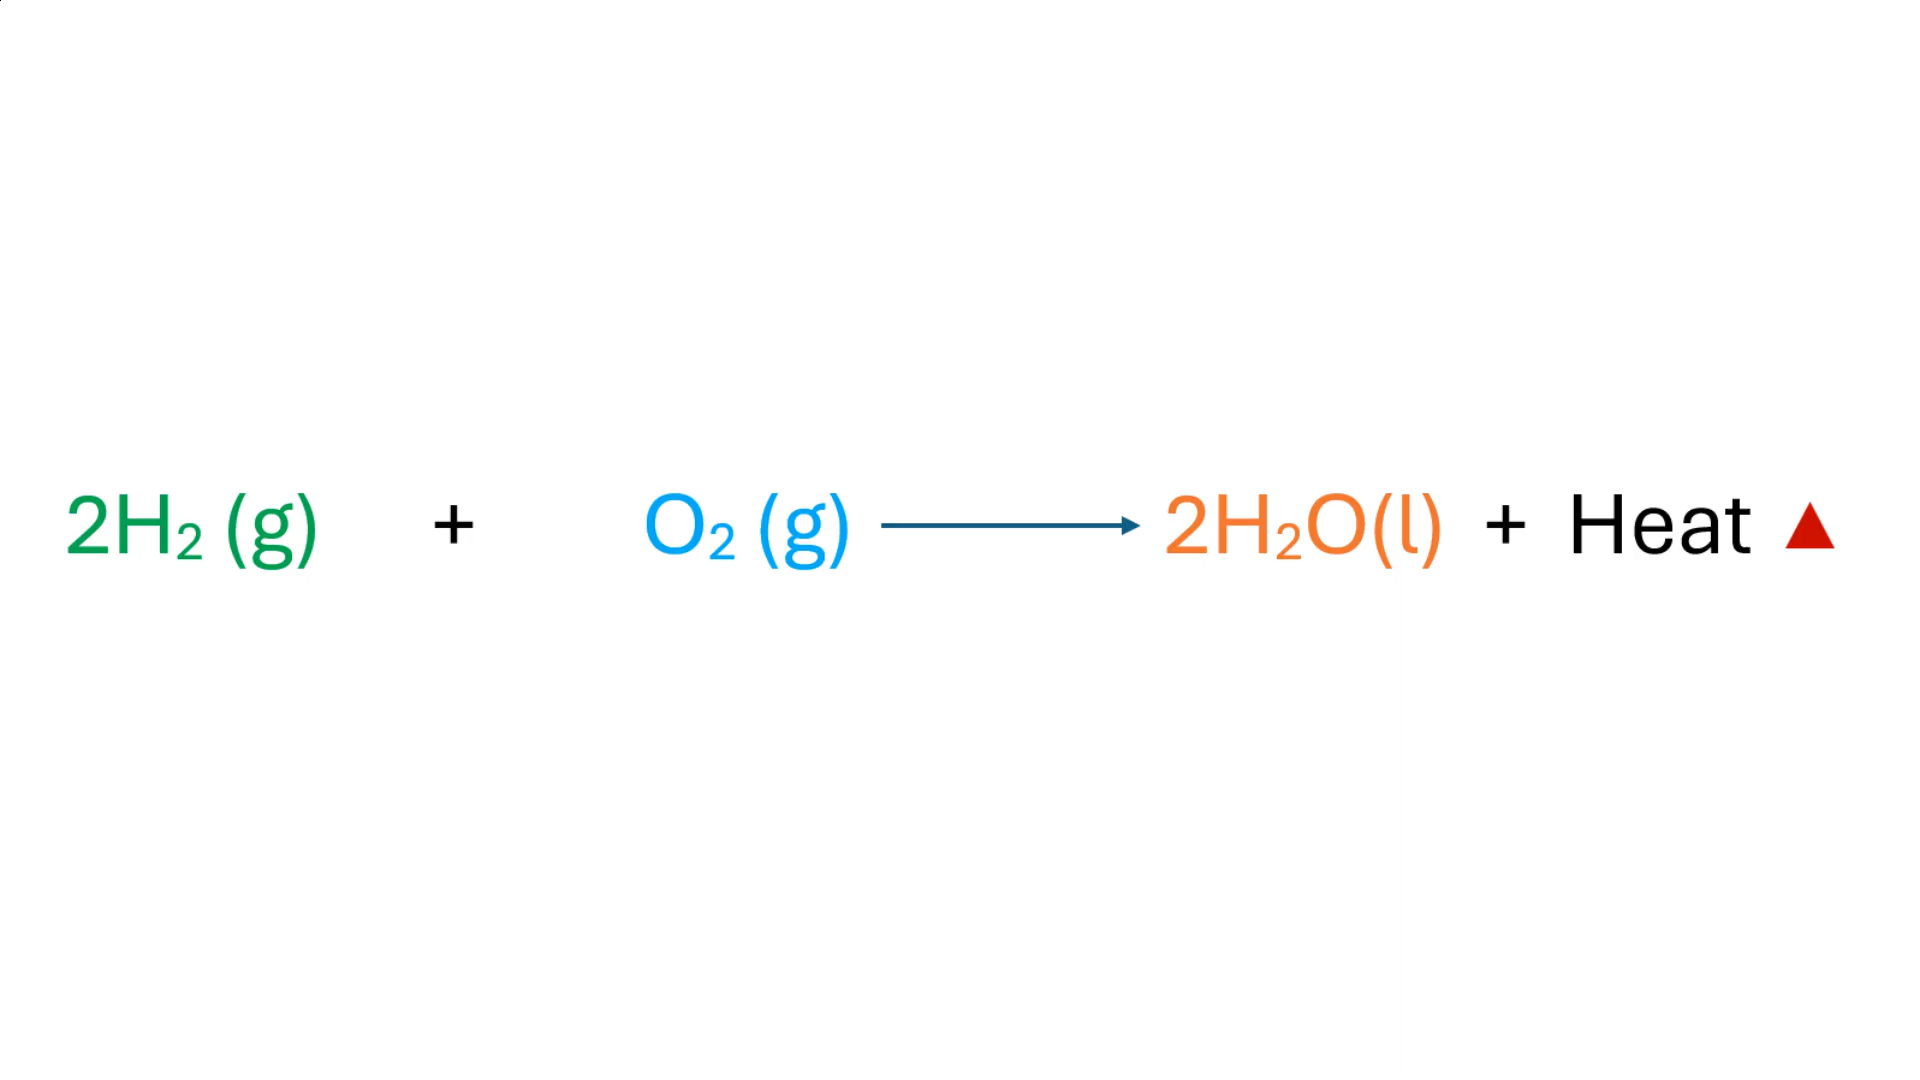 2H₂ (g) + O₂ (g) ⟶ 2H₂O(l) + Heat ▲